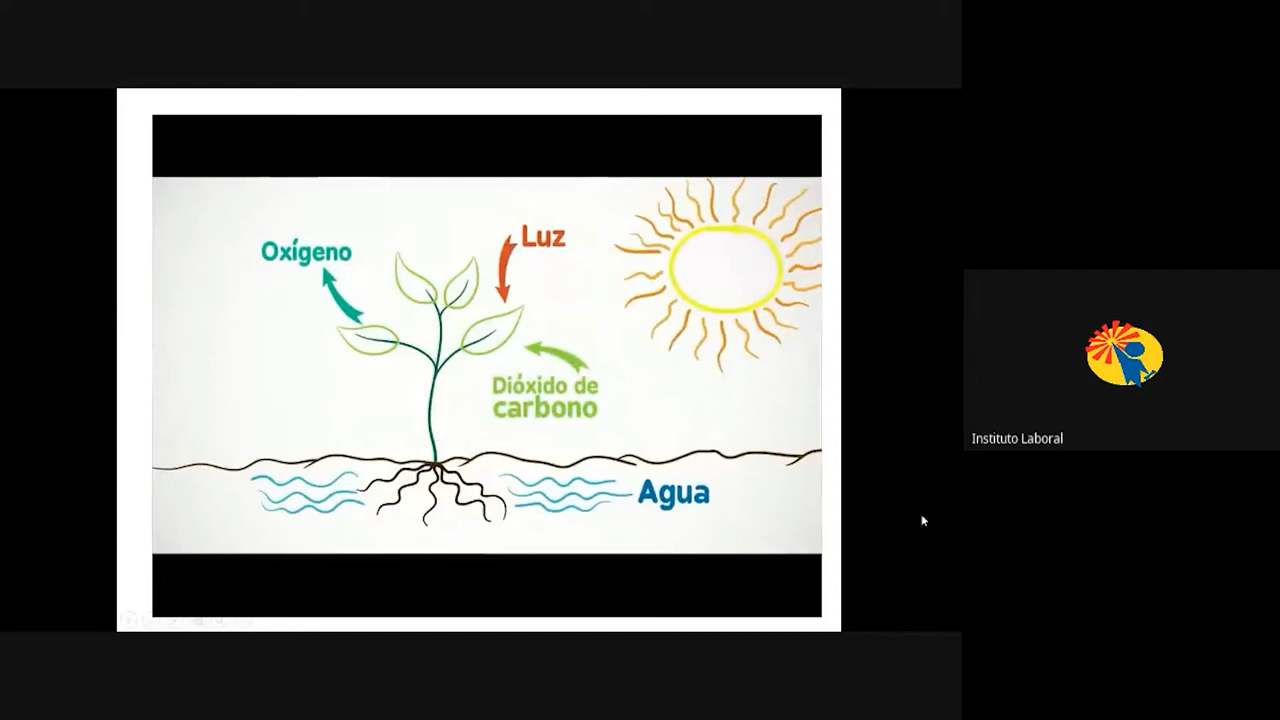 Luz
Oxígeno
Dióxido de
carbono
Agua
Instituto Laboral